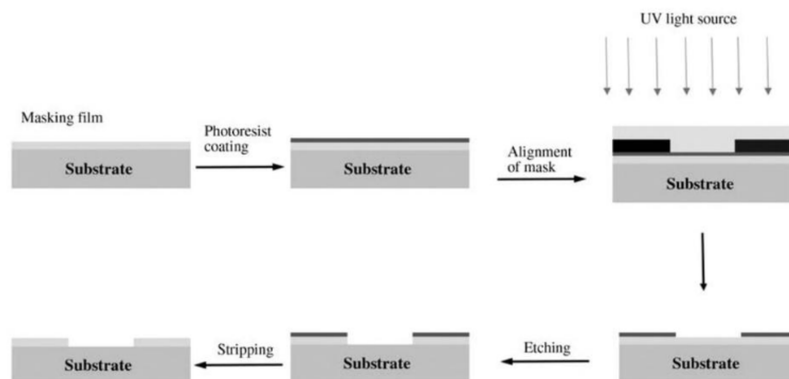 UV light source
Masking film
Photoresist
coating
Substrate
Substrate
Alignment
of mask
Substrate
Substrate
Stripping
Substrate
Etching
Substrate